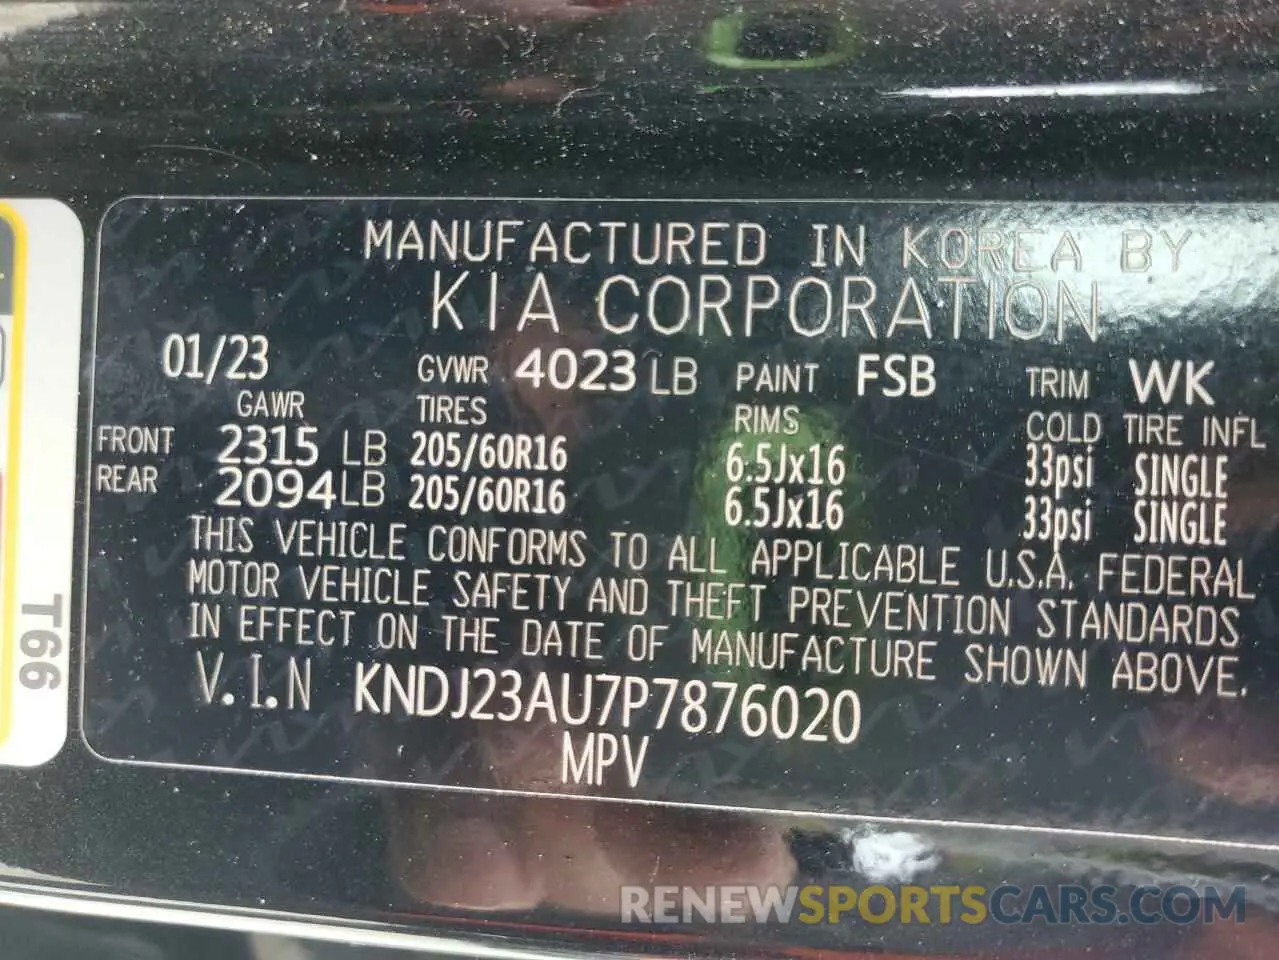 MANUFACTURED IN KOREA BY
KIA CORPORATION
01/23 GVWR 4023 LB PAINT FSB TRIM WK
GAWR TIRES RIMS COLD TIRE INFL
FRONT 2315 LB 205/60R16 6.5Jx16 33psi SINGLE
REAR 2094 LB 205/60R16 6.5Jx16 33psi SINGLE
THIS VEHICLE CONFORMS TO ALL APPLICABLE U.S.A. FEDERAL
MOTOR VEHICLE SAFETY AND THEFT PREVENTION STANDARDS
IN EFFECT ON THE DATE OF MANUFACTURE SHOWN ABOVE.
V.I.N KNDJ23AU7P7876020
MPV
T66
RENEWSPORTSCARS.COM